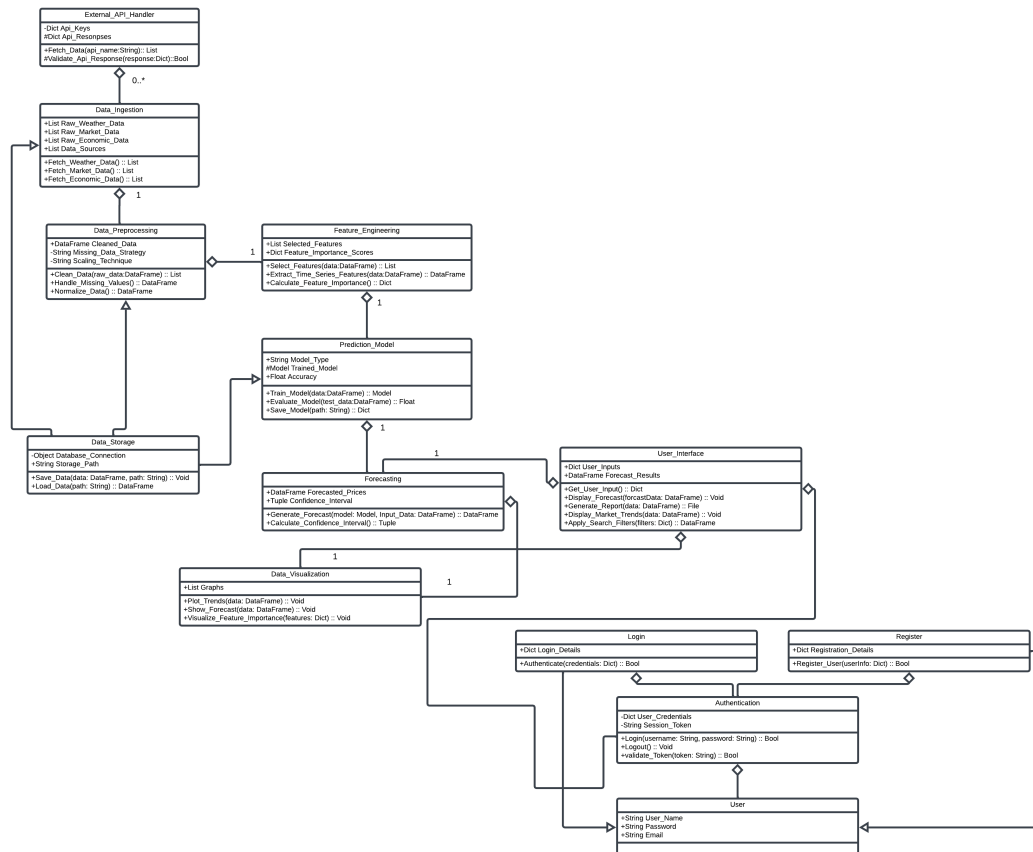 External_API_Handler
-Dict Api_Keys
#Dict Api_Resonpses
+Fetch_Data(api_name:String):: List
#Validate_Api_Response(response:Dict)::Bool
0..*
Data_Ingestion
+List Raw_Weather_Data
+List Raw_Market_Data
+List Raw_Economic_Data
+List Data_Sources
+Fetch_Weather_Data() :: List
+Fetch_Market_Data() :: List
+Fetch_Economic_Data() :: List
1
Data_Preprocessing
+DataFrame Cleaned_Data
-String Missing_Data_Strategy
-String Scaling_Technique
+Clean_Data(raw_data:DataFrame) :: List
+Handle_Missing_Values() :: DataFrame
+Normalize_Data() :: DataFrame
1
Feature_Engineering
+List Selected_Features
+Dict Feature_Importance_Scores
+Select_Features(data:DataFrame) :: List
+Extract_Time_Series_Features(data:DataFrame) :: DataFrame
+Calculate_Feature_Importance() :: Dict
1
Prediction_Model
+String Model_Type
#Model Trained_Model
+Float Accuracy
+Train_Model(data:DataFrame) :: Model
+Evaluate_Model(test_data:DataFrame) :: Float
+Save_Model(path: String) :: Dict
1
Data_Storage
-Object Database_Connection
+String Storage_Path
+Save_Data(data: DataFrame, path: String) :: Void
+Load_Data(path: String) :: DataFrame
1
User_Interface
+Dict User_Inputs
+DataFrame Forecast_Results
+Get_User_Input() :: Dict
+Display_Forecast(forcastData: DataFrame) :: Void
+Generate_Report(data: DataFrame) :: File
+Display_Market_Trends(data: DataFrame) :: Void
+Apply_Search_Filters(filters: Dict) :: DataFrame
Forecasting
+DataFrame Forecasted_Prices
+Tuple Confidence_Interval
+Generate_Forecast(model: Model, Input_Data: DataFrame) :: DataFrame
+Calculate_Confidence_Interval() :: Tuple
1
1
Data_Visualization
+List Graphs
+Plot_Trends(data: DataFrame) :: Void
+Show_Forecast(data: DataFrame) :: Void
+Visualize_Feature_Importance(features: Dict) :: Void
Login
+Dict Login_Details
+Authenticate(credentials: Dict) :: Bool
Register
+Dict Registration_Details
+Register_User(userInfo: Dict) :: Bool
Authentication
-Dict User_Credentials
-String Session_Token
+Login(username: String, password: String) :: Bool
+Logout() :: Void
+validate_Token(token: String) :: Bool
User
+String User_Name
+String Password
+String Email